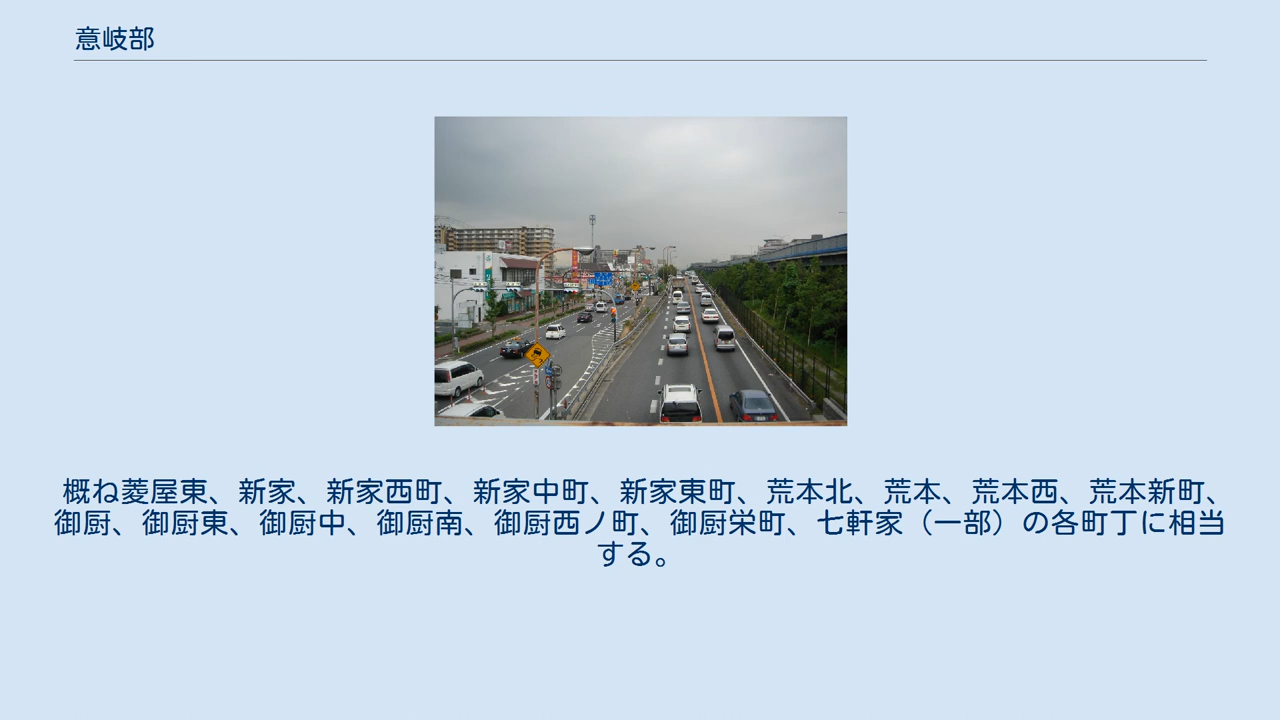 意岐部
概ね菱屋東、新家、新家西町、新家中町、新家東町、荒本北、荒本、荒本西、荒本新町、
御厨、御厨東、御厨中、御厨南、御厨西ノ町、御厨栄町、七軒家（一部）の各町丁に相当
する。